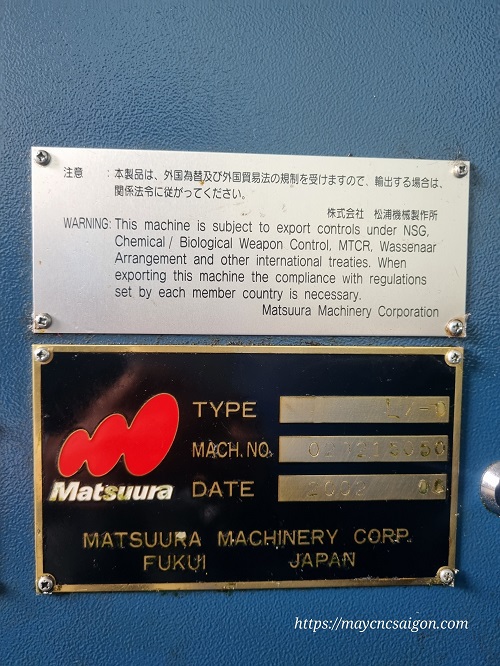 注意 : 本製品は、外国為替及び外国貿易法の規制を受けますので、輸出する場合は、
関係法令に従がってください。
株式会社 松浦機械製作所
WARNING: This machine is subject to export controls under NSG,
Chemical / Biological Weapon Control, MTCR, Wassenaar
Arrangement and other international treaties. When
exporting this machine the compliance with regulations
set by each member country is necessary.
Matsuura Machinery Corporation
Matsuura
TYPE
MACH. NO.
DATE
MATSUURA MACHINERY CORP.
FUKUI JAPAN
https://maycncsaigon.com